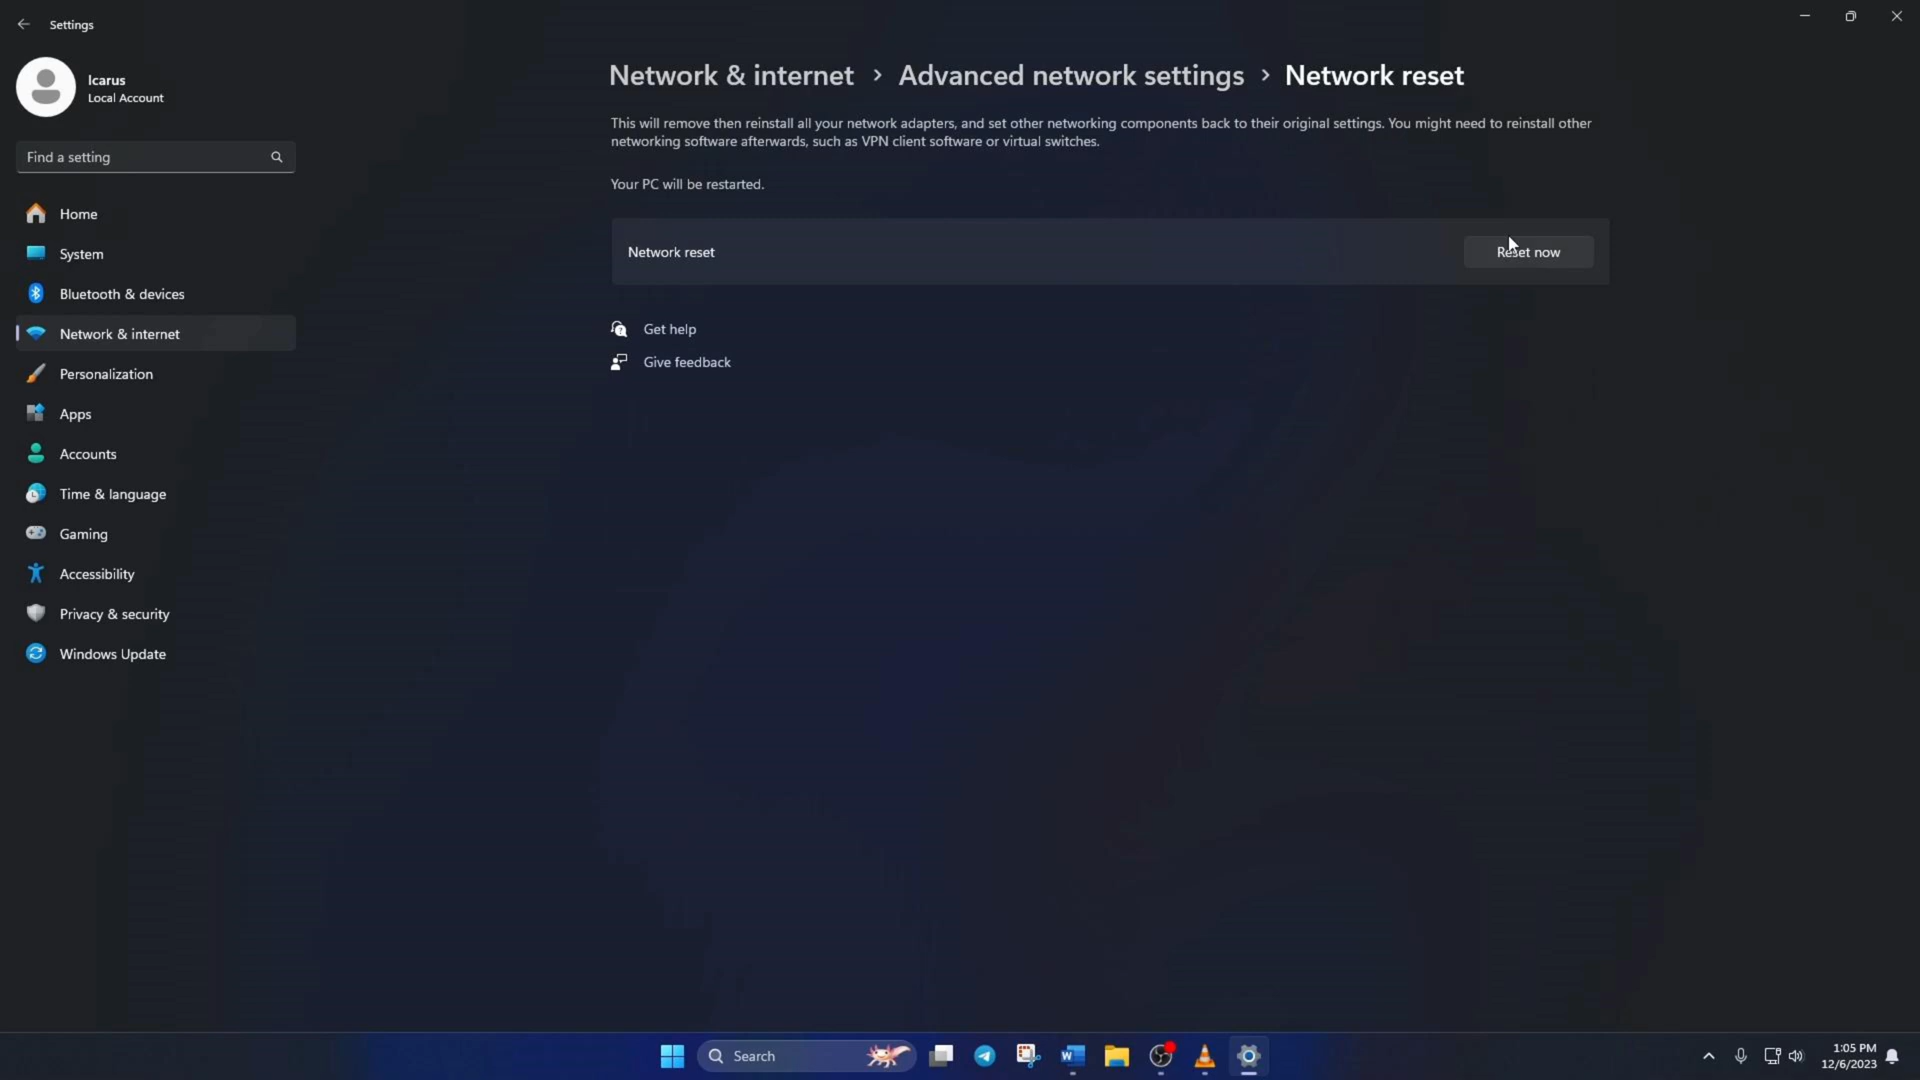 Settings
Icarus
Local Account
Find a setting
Home
System
Bluetooth & devices
Network & internet
Personalization
Apps
Accounts
Time & language
Gaming
Accessibility
Privacy & security
Windows Update
Network & internet > Advanced network settings > Network reset
This will remove then reinstall all your network adapters, and set other networking components back to their original settings. You might need to reinstall other
networking software afterwards, such as VPN client software or virtual switches.
Your PC will be restarted.
Network reset
Reset now
Get help
Give feedback
Search
1:05 PM
12/6/2023